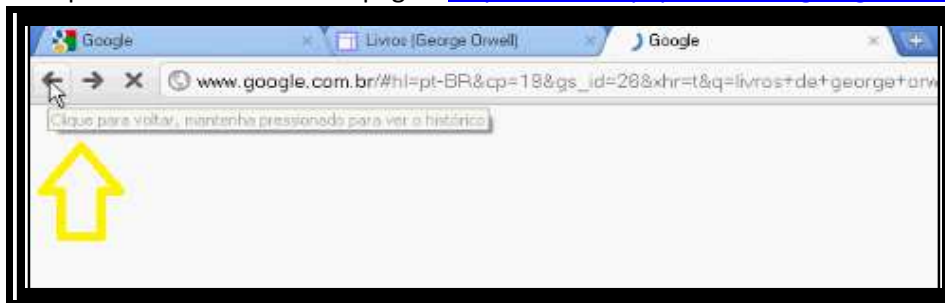 Google
Livros (George Orwell)
Google
www.google.com.br/#hl=pt-BR&cp=18&gs_id=28&xhr=t&q=livros+de+george+orw
Clique para voltar, mantenha pressionado para ver o histórico